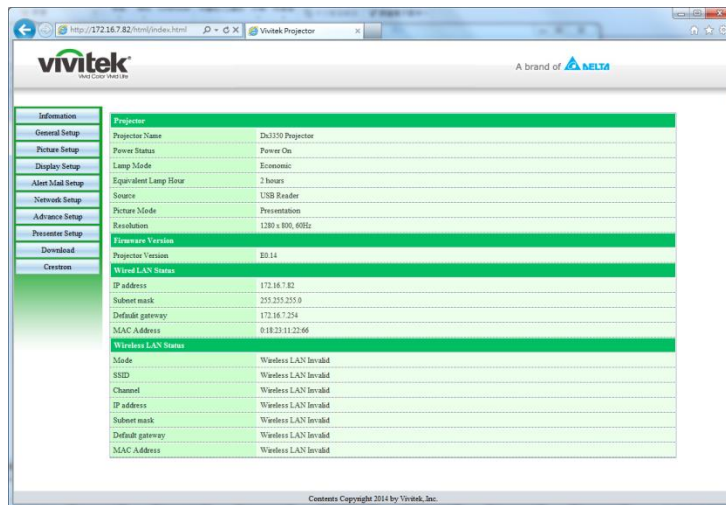 http://172.16.7.82/html/index.html
Vivitek Projector
vivitek
Vivid Color Vivid Life
A brand of DELTA
Information
General Setup
Picture Setup
Display Setup
Alert Mail Setup
Network Setup
Advance Setup
Presenter Setup
Download
Crestron
Projector
Projector Name Dx3350 Projector
Power Status Power On
Lamp Mode Economic
Equivalent Lamp Hour 2 hours
Source USB Reader
Picture Mode Presentation
Resolution 1280 x 800, 60Hz
Firmware Version
Projector Version E0.14
Wired LAN Status
IP address 172.16.7.82
Subnet mask 255.255.255.0
Default gateway 172.16.7.254
MAC Address 0:18:23:11:22:66
Wireless LAN Status
Mode Wireless LAN Invalid
SSID Wireless LAN Invalid
Channel Wireless LAN Invalid
IP address Wireless LAN Invalid
Subnet mask Wireless LAN Invalid
Default gateway Wireless LAN Invalid
MAC Address Wireless LAN Invalid
Contents Copyright 2014 by Vivitek, Inc.